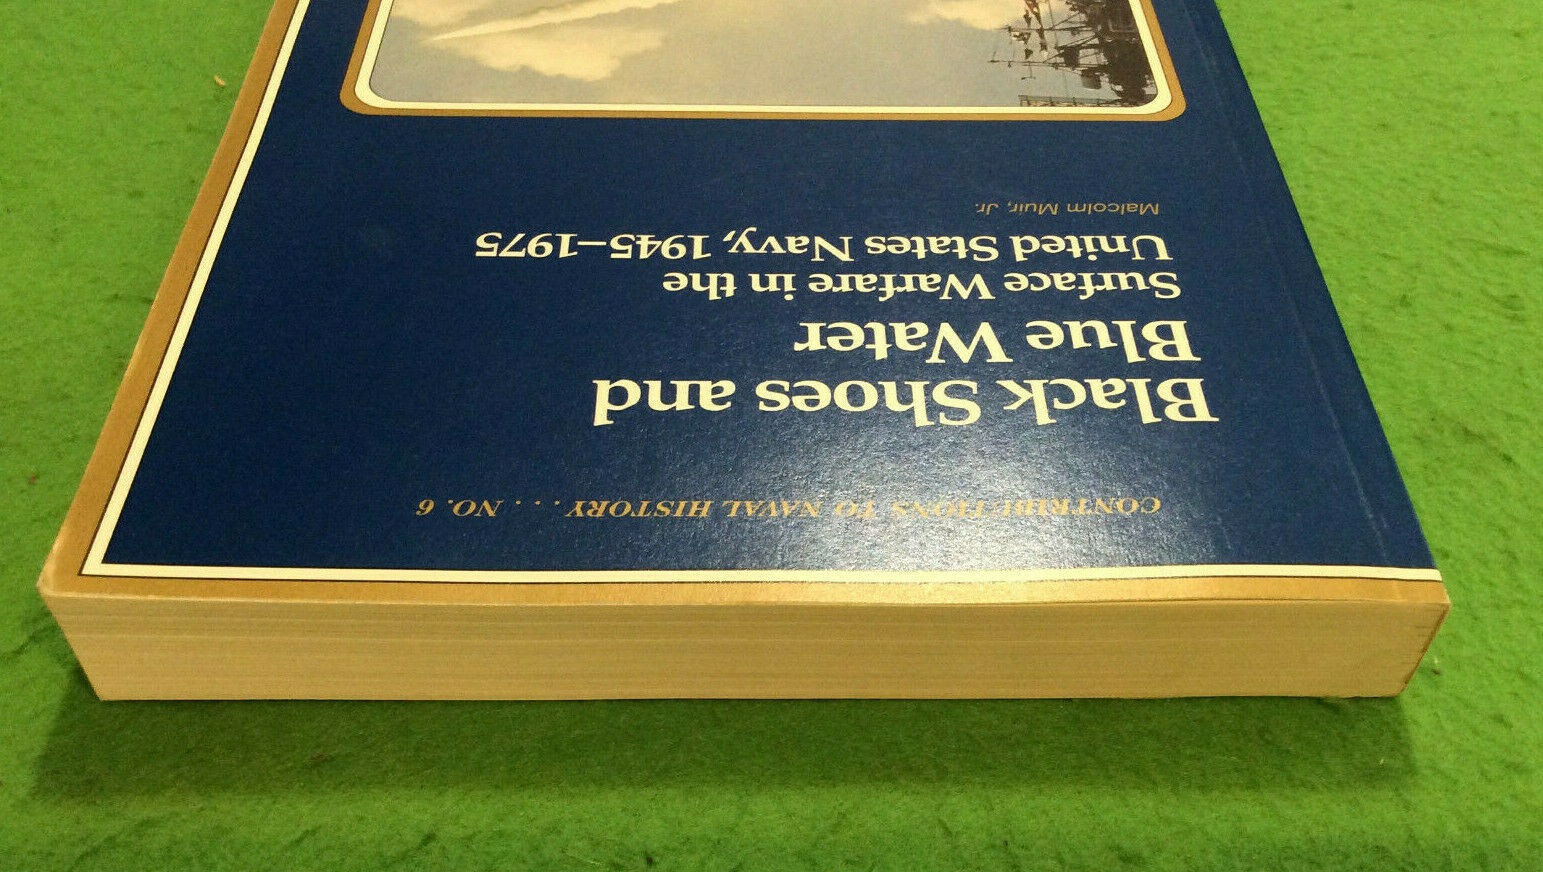 CONTRIBUTIONS TO NAVAL HISTORY . . . NO. 6
Black Shoes and
Blue Water
Surface Warfare in the
United States Navy, 1945–1975
Malcolm Muir, Jr.